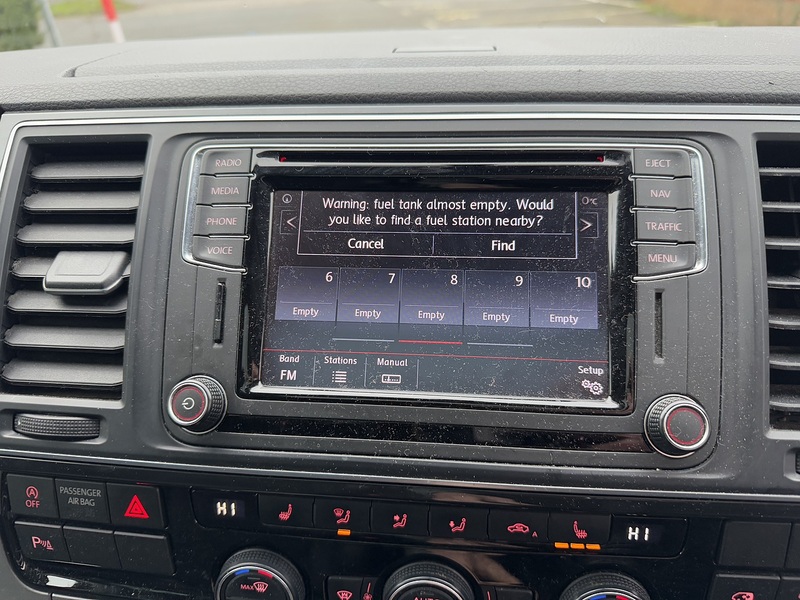 RADIO
MEDIA
PHONE
VOICE
EJECT
NAV
TRAFFIC
MENU
Warning: fuel tank almost empty. Would
you like to find a fuel station nearby?
Cancel
Find
6
7
8
9
10
Empty
Empty
Empty
Empty
Empty
Band
FM
Stations
Manual
Setup
OFF
PASSENGER
AIR BAG
HI
HI
A
P
MAX